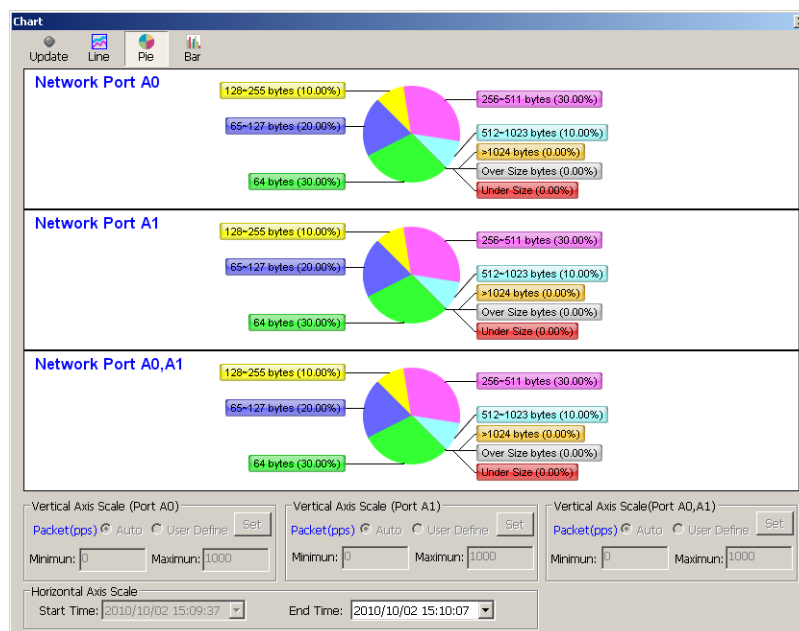 Chart
Update Line Pie Bar
Network Port A0
128~255 bytes (10.00%)
256~511 bytes (30.00%)
65~127 bytes (20.00%)
512~1023 bytes (10.00%)
>1024 bytes (0.00%)
Over Size (0.00%)
64 bytes (30.00%)
Under Size (0.00%)
Network Port A1
128~255 bytes (10.00%)
256~511 bytes (30.00%)
65~127 bytes (20.00%)
512~1023 bytes (10.00%)
>1024 bytes (0.00%)
Over Size (0.00%)
64 bytes (30.00%)
Under Size (0.00%)
Network Port A0,A1
128~255 bytes (10.00%)
256~511 bytes (30.00%)
65~127 bytes (20.00%)
512~1023 bytes (10.00%)
>1024 bytes (0.00%)
Over Size (0.00%)
64 bytes (30.00%)
Under Size (0.00%)
Vertical Axis Scale (Port A0)
Packet(pps) Auto User Define Set
Minimun: 0 Maximun: 1000
Vertical Axis Scale (Port A1)
Packet(pps) Auto User Define Set
Minimun: 0 Maximun: 1000
Vertical Axis Scale(Port A0,A1)
Packet(pps) Auto User Define Set
Minimun: 0 Maximun: 1000
Horizontal Axis Scale
Start Time: 2010/10/02 15:09:37 End Time: 2010/10/02 15:10:07